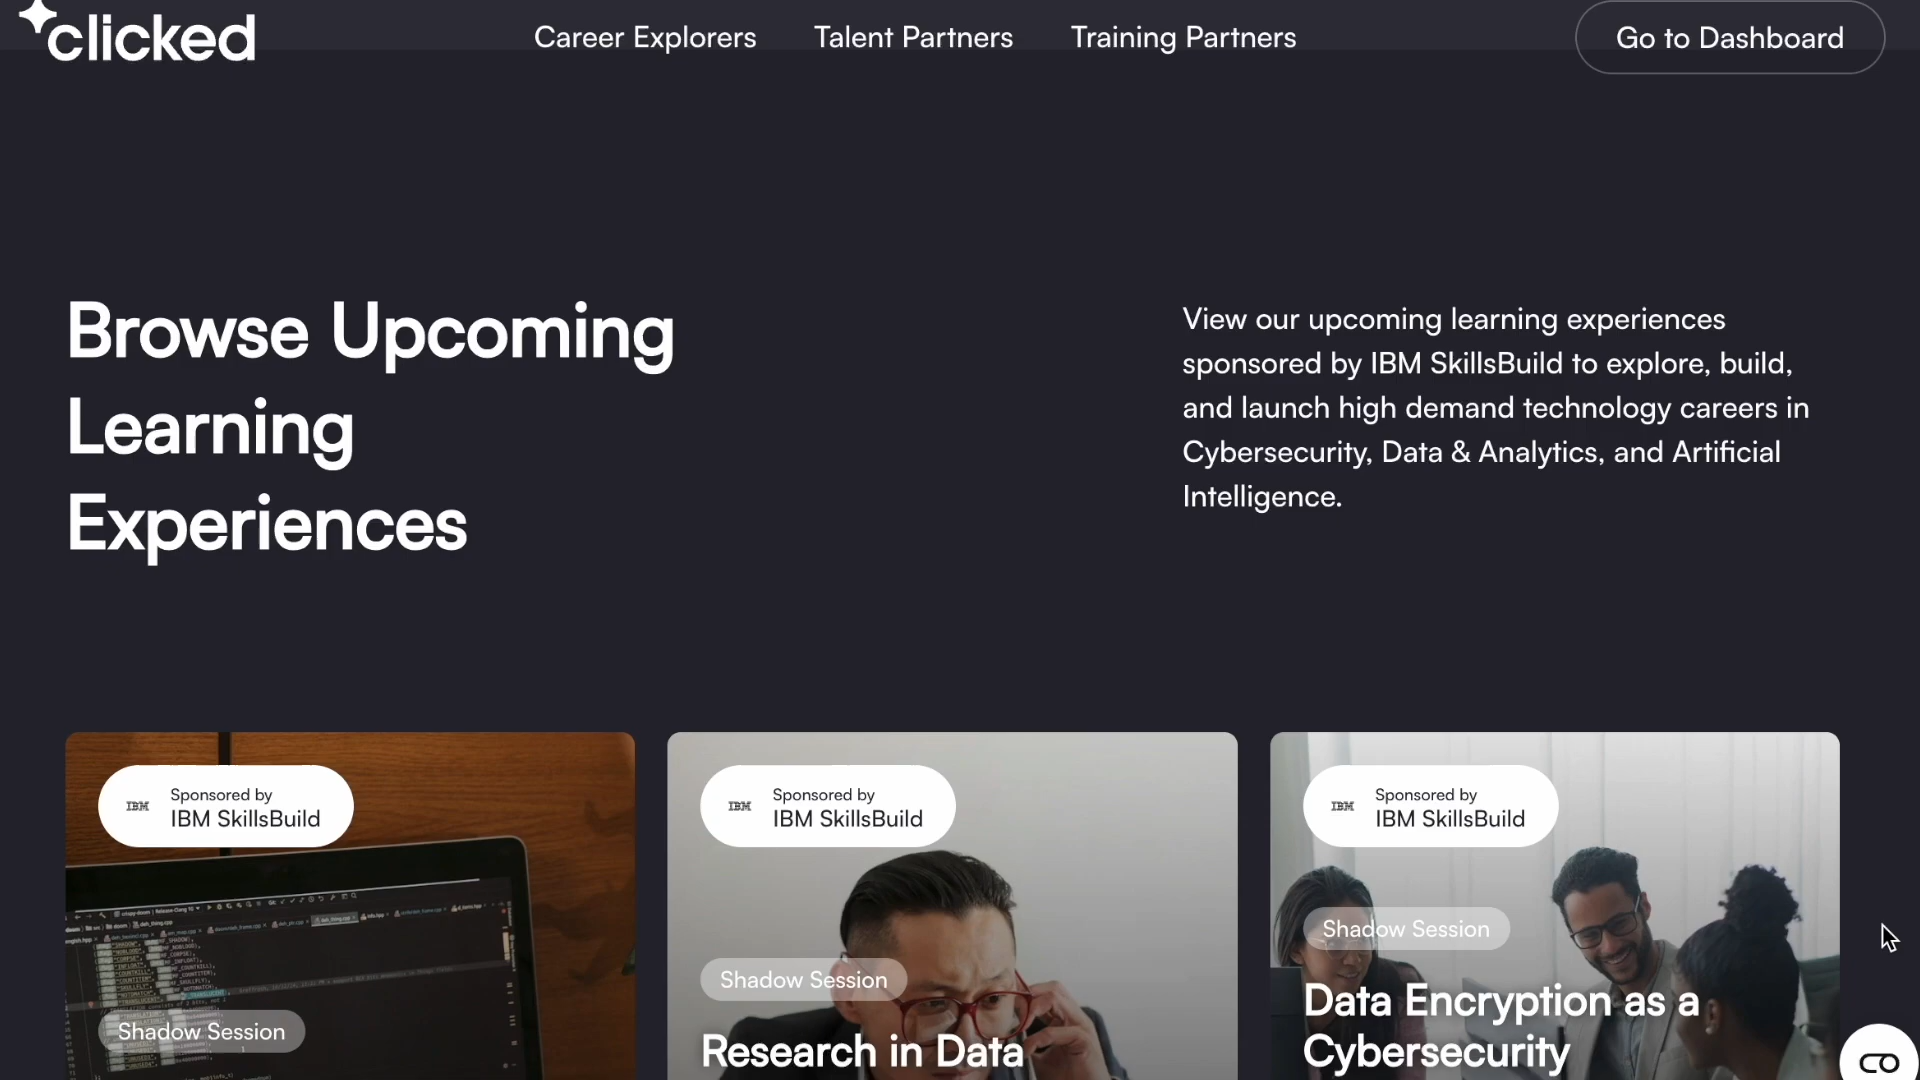 clicked
Career Explorers
Talent Partners
Training Partners
Go to Dashboard
Browse Upcoming
Learning
Experiences
View our upcoming learning experiences
sponsored by IBM SkillsBuild to explore, build,
and launch high demand technology careers in
Cybersecurity, Data & Analytics, and Artificial
Intelligence.
IBM
Sponsored by
IBM SkillsBuild
Shadow Session
IBM
Sponsored by
IBM SkillsBuild
Shadow Session
Research in Data
IBM
Sponsored by
IBM SkillsBuild
Shadow Session
Data Encryption as a
Cybersecurity